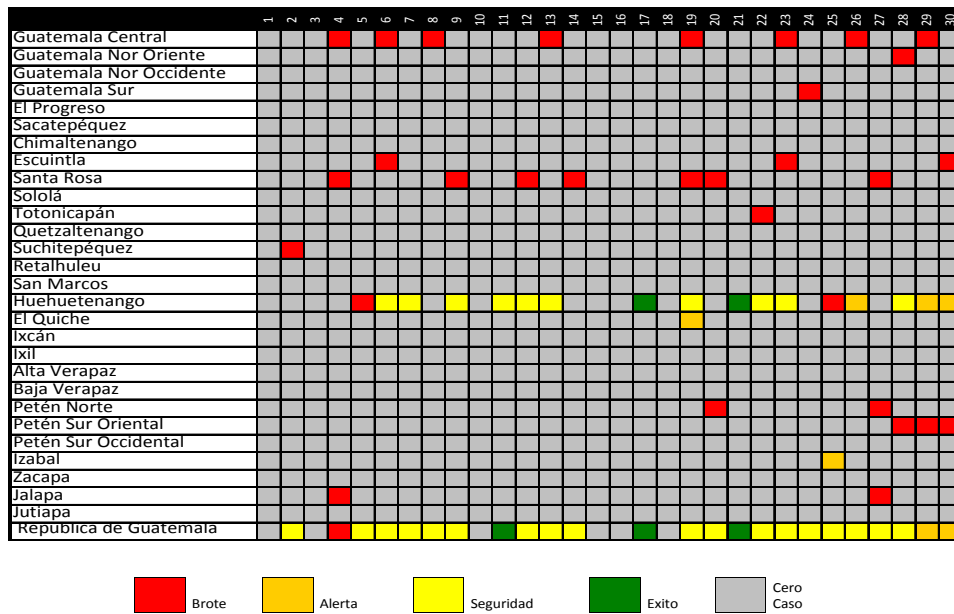 1 2 3 4 5 6 7 8 9 10 11 12 13 14 15 16 17 18 19 20 21 22 23 24 25 26 27 28 29 30
Guatemala Central
Guatemala Nor Oriente
Guatemala Nor Occidente
Guatemala Sur
El Progreso
Sacatepéquez
Chimaltenango
Escuintla
Santa Rosa
Sololá
Totonicapán
Quetzaltenango
Suchitepéquez
Retalhuleu
San Marcos
Huehuetenango
El Quiche
Ixcán
Ixil
Alta Verapaz
Baja Verapaz
Petén Norte
Petén Sur Oriental
Petén Sur Occidental
Izabal
Zacapa
Jalapa
Jutiapa
República de Guatemala
Brote Alerta Seguridad Exito Cero
Caso